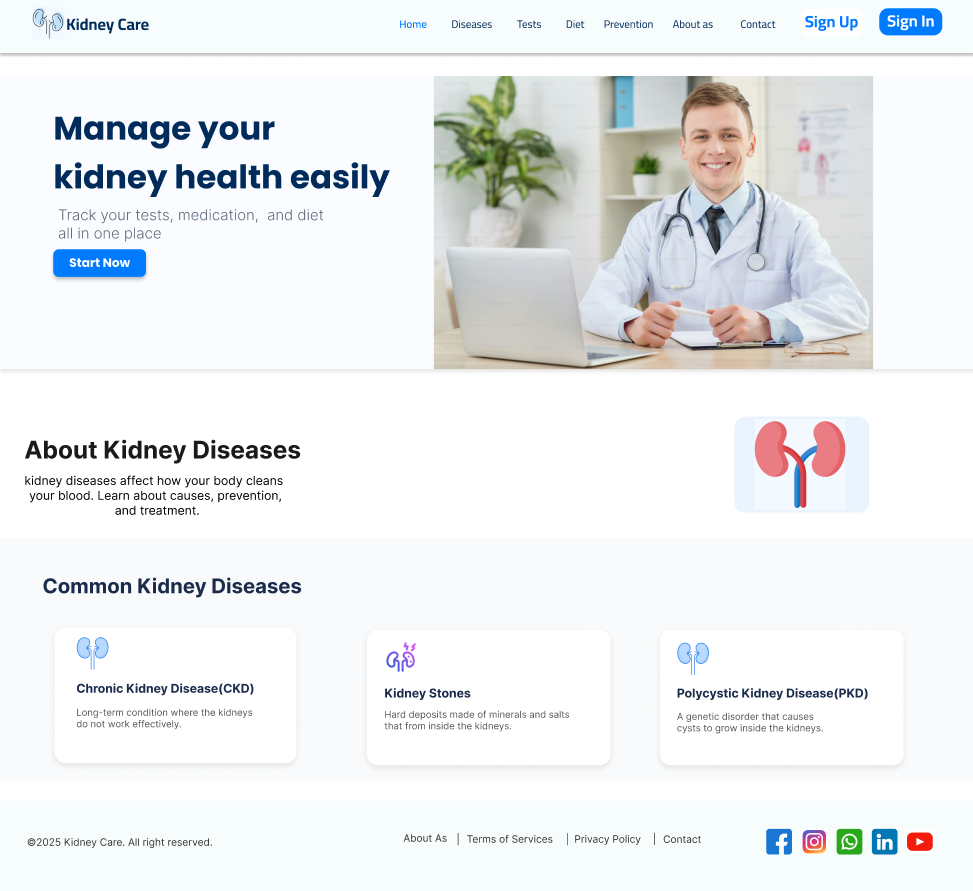 Kidney Care
Home Diseases Tests Diet Prevention About as Contact Sign Up Sign In
Manage your
kidney health easily
Track your tests, medication, and diet
all in one place
Start Now
About Kidney Diseases
kidney diseases affect how your body cleans
your blood. Learn about causes, prevention,
and treatment.
Common Kidney Diseases
Chronic Kidney Disease(CKD)
Long-term condition where the kidneys
do not work effectively.
Kidney Stones
Hard deposits made of minerals and salts
that from inside the kidneys.
Polycystic Kidney Disease(PKD)
A genetic disorder that causes
cysts to grow inside the kidneys.
©2025 Kidney Care. All right reserved.
About As | Terms of Services | Privacy Policy | Contact